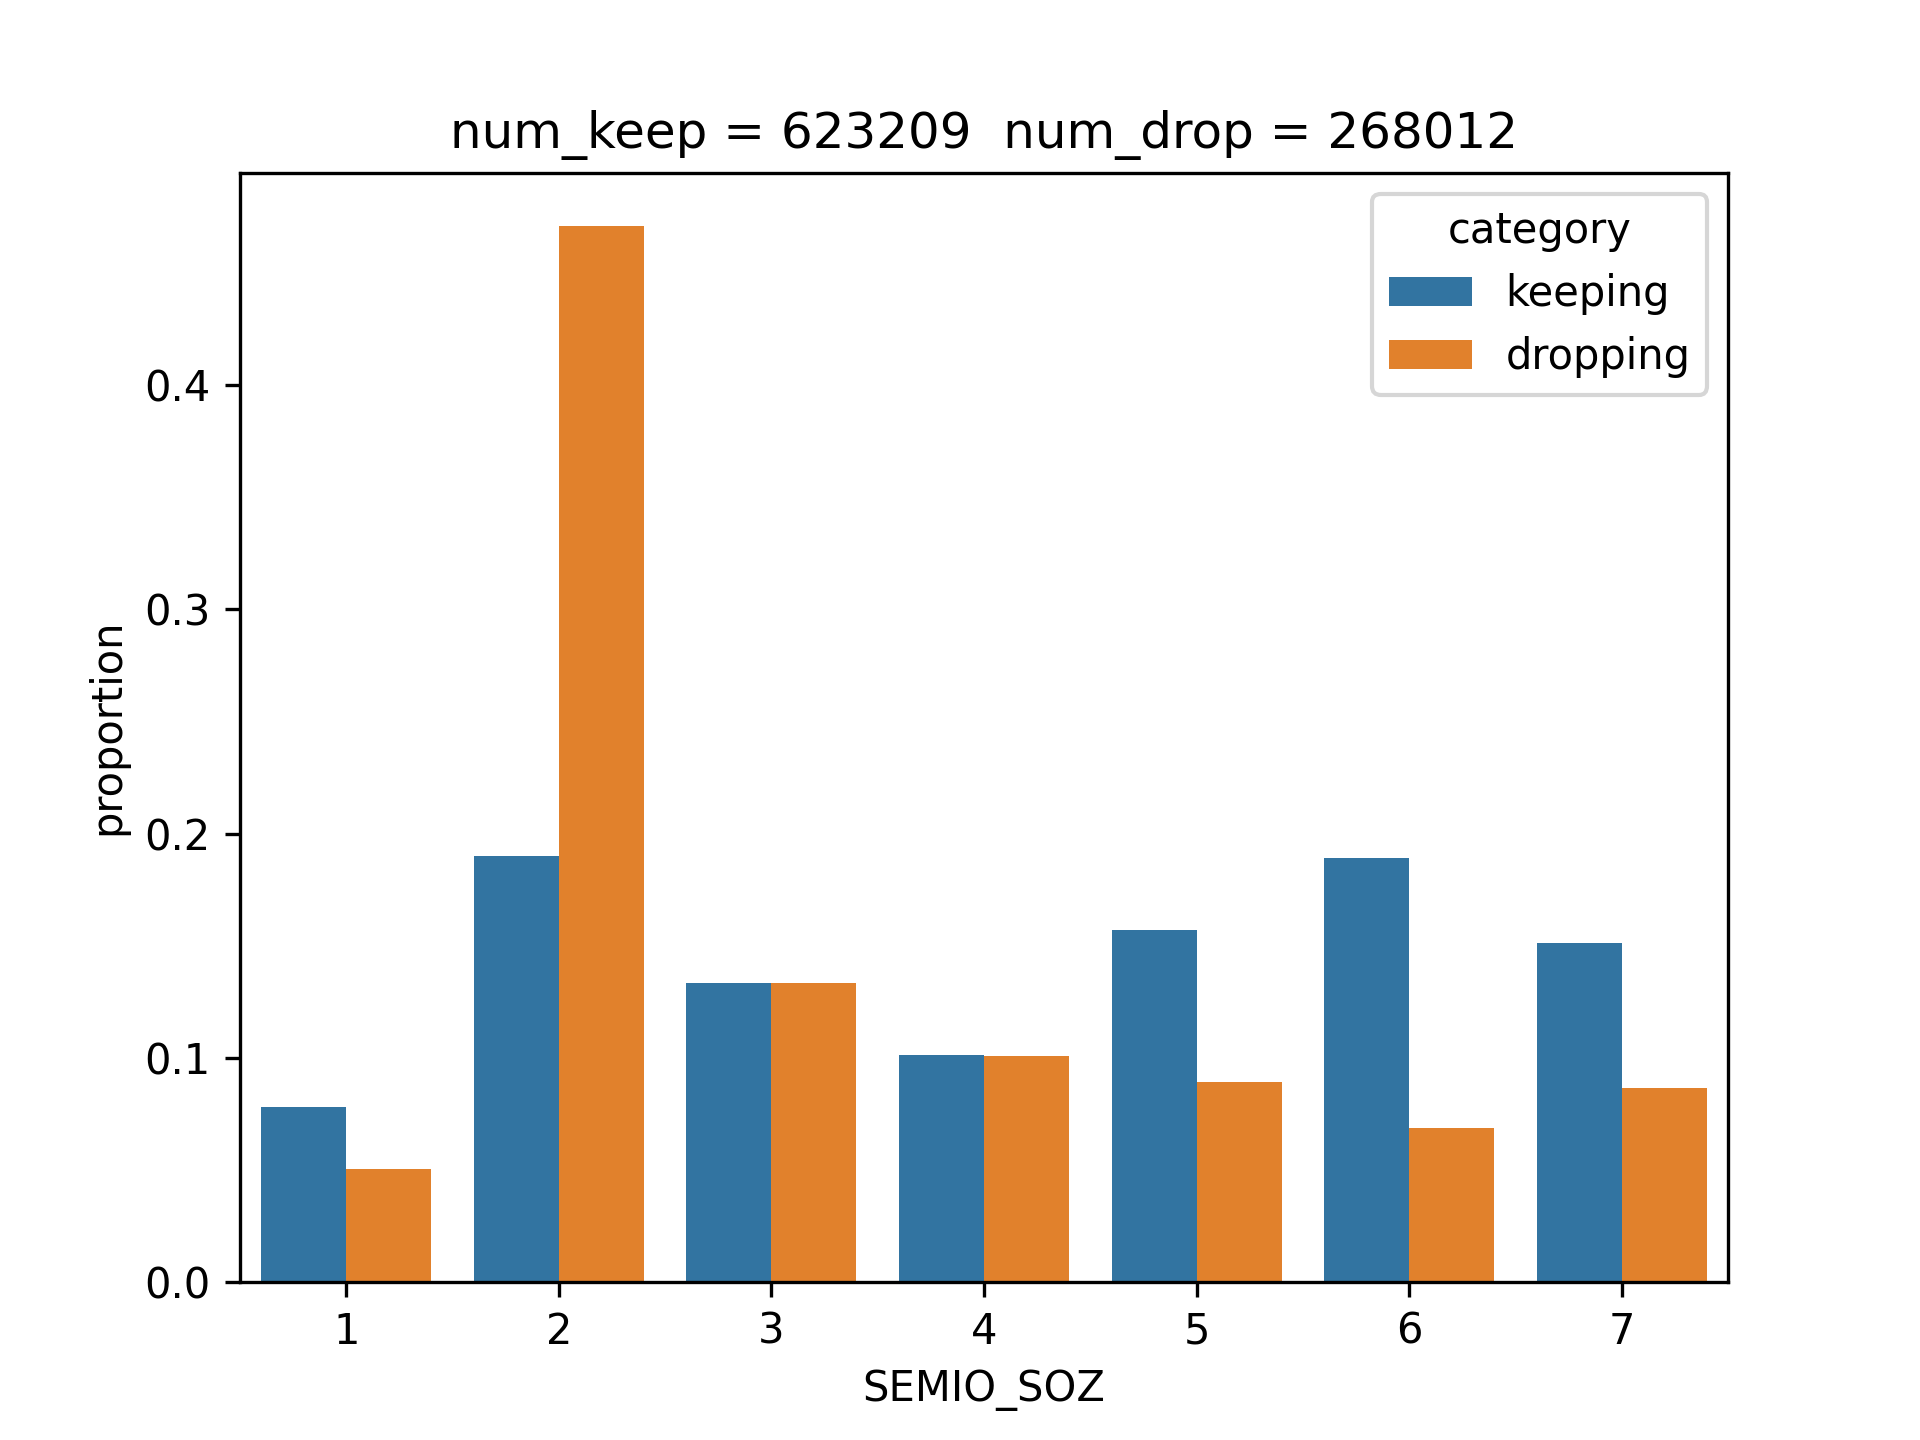 num_keep = 623209  num_drop = 268012
category
keeping
dropping
0.4
0.3
0.2
0.1
0.0
proportion
1 2 3 4 5 6 7
SEMIO_SOZ